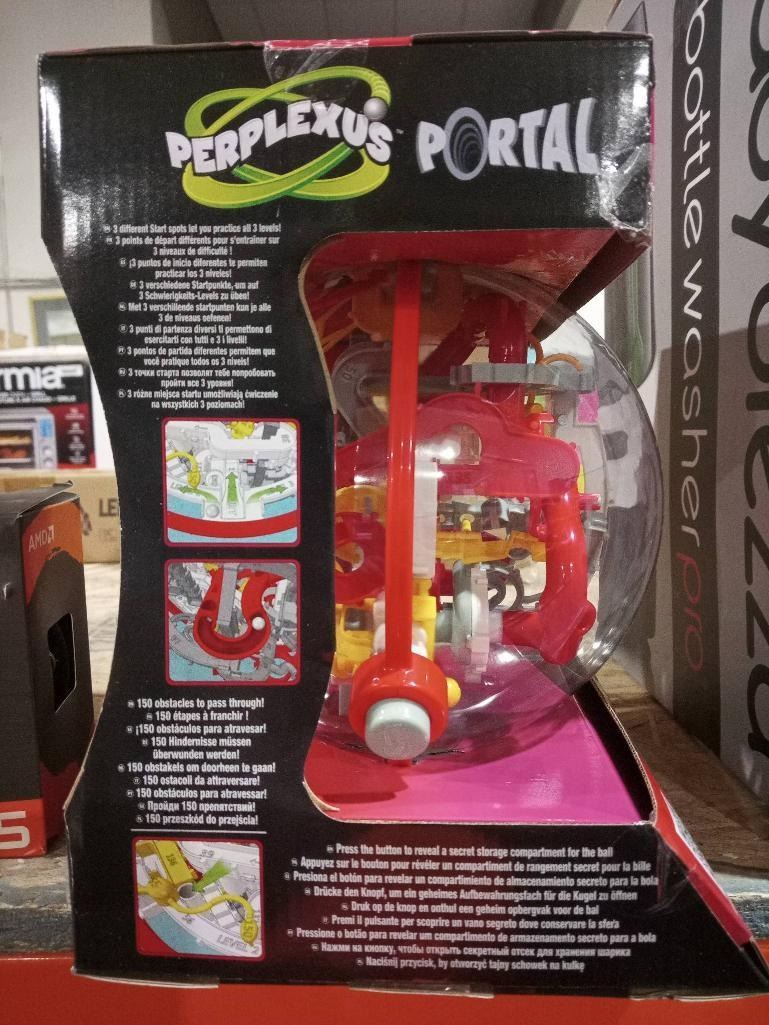 PERPLEXUS™ PORTAL
3 different Start spots let you practice all 3 levels!
3 points de départ différents pour s'entraîner sur
3 niveaux de difficulté !
¡3 puntos de inicio diferentes te permiten
practicar los 3 niveles!
3 verschiedene Startpunkte, um auf
3 Schwierigkeits-Levels zu üben!
Met 3 verschillende startpunten kun je alle
3 de niveaus oefenen!
3 punti di partenza diversi ti permettono di
esercitarti con tutti e 3 i livelli!
3 pontos de partida diferentes permitem que
você pratique todos os 3 níveis!
3 точки старта позволят тебе попробовать
пройти все 3 уровня!
3 różne miejsca startu umożliwiają ćwiczenie
na wszystkich 3 poziomach!
150 obstacles to pass through!
150 étapes à franchir !
¡150 obstáculos para atravesar!
150 Hindernisse müssen
überwunden werden!
150 obstakels om doorheen te gaan!
150 ostacoli da attraversare!
150 obstáculos para atravessar!
Пройди 150 препятствий!
150 przeszkód do przejścia!
136
150
LEVEL
Press the button to reveal a secret storage compartment for the ball
Appuyez sur le bouton pour révéler un compartiment de rangement secret pour la bille
Presiona el botón para revelar un compartimiento de almacenamiento secreto para la bola
Drücke den Knopf, um ein geheimes Aufbewahrungsfach für die Kugel zu öffnen
Druk op de knop en onthul een geheim opbergvak voor de bal
Premi il pulsante per scoprire un vano segreto dove conservare la sfera
Pressione o botão para revelar um compartimento de armazenamento secreto para a bola
Нажми на кнопку, чтобы открыть секретный отсек для хранения шарика
Naciśnij przycisk, by otworzyć tajny schowek na kulkę
rmia
LE
AMD
5
bottle washer pro